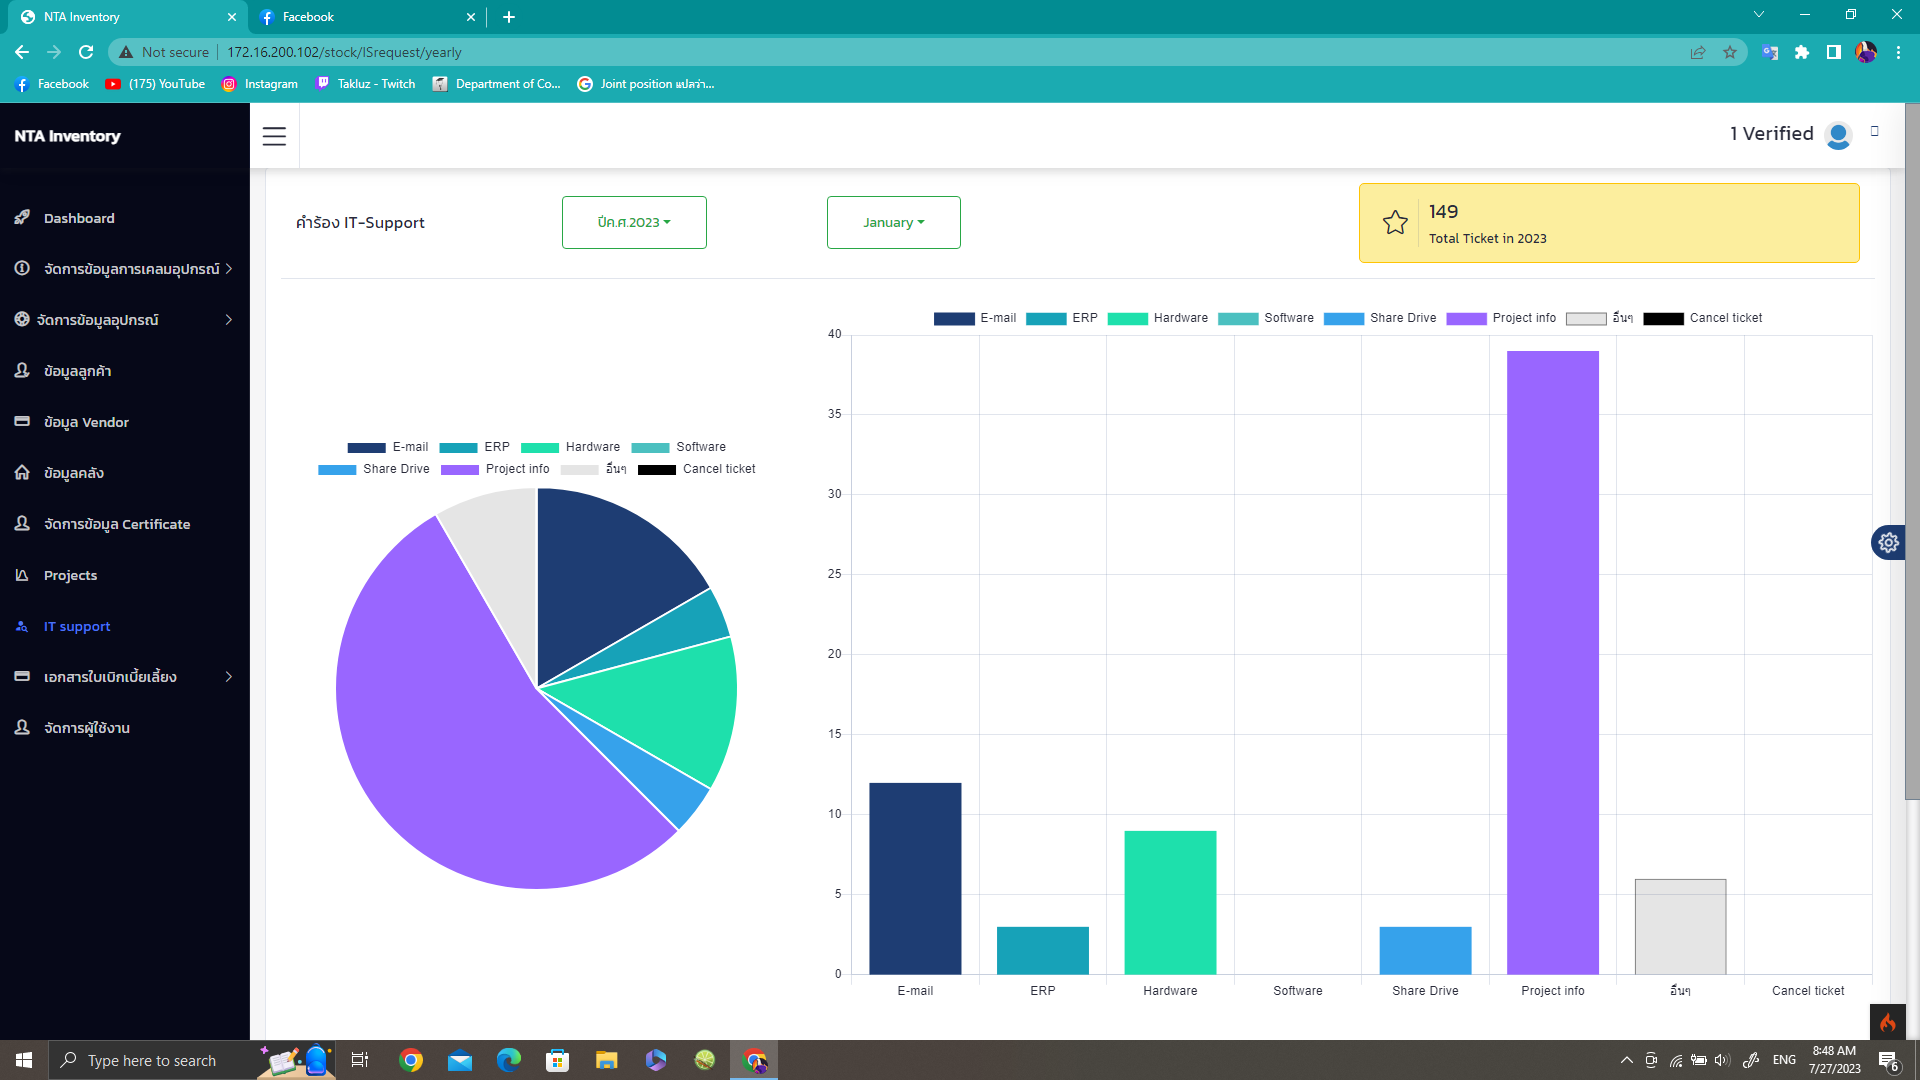 NTA Inventory
Facebook
Not secure
172.16.200.102/stock/ISrequest/yearly
Facebook
(175) YouTube
Instagram
Takluz - Twitch
Department of Co...
Joint position แปลว่า...
NTA Inventory
1 Verified
Dashboard
จัดการข้อมูลการเคลมอุปกรณ์
จัดการข้อมูลอุปกรณ์
ข้อมูลลูกค้า
ข้อมูล Vendor
ข้อมูลคลัง
จัดการข้อมูล Certificate
Projects
IT support
เอกสารใบเบิกเบี้ยเลี้ยง
จัดการผู้ใช้งาน
คำร้อง IT-Support
ปีค.ศ.2023
January
149
Total Ticket in 2023
E-mail ERP Hardware Software
Share Drive Project info อื่นๆ Cancel ticket
E-mail ERP Hardware Software Share Drive Project info อื่นๆ Cancel ticket
40
35
30
25
20
15
10
5
0
E-mail ERP Hardware Software Share Drive Project info อื่นๆ Cancel ticket
Type here to search
ENG
8:48 AM
7/27/2023
6